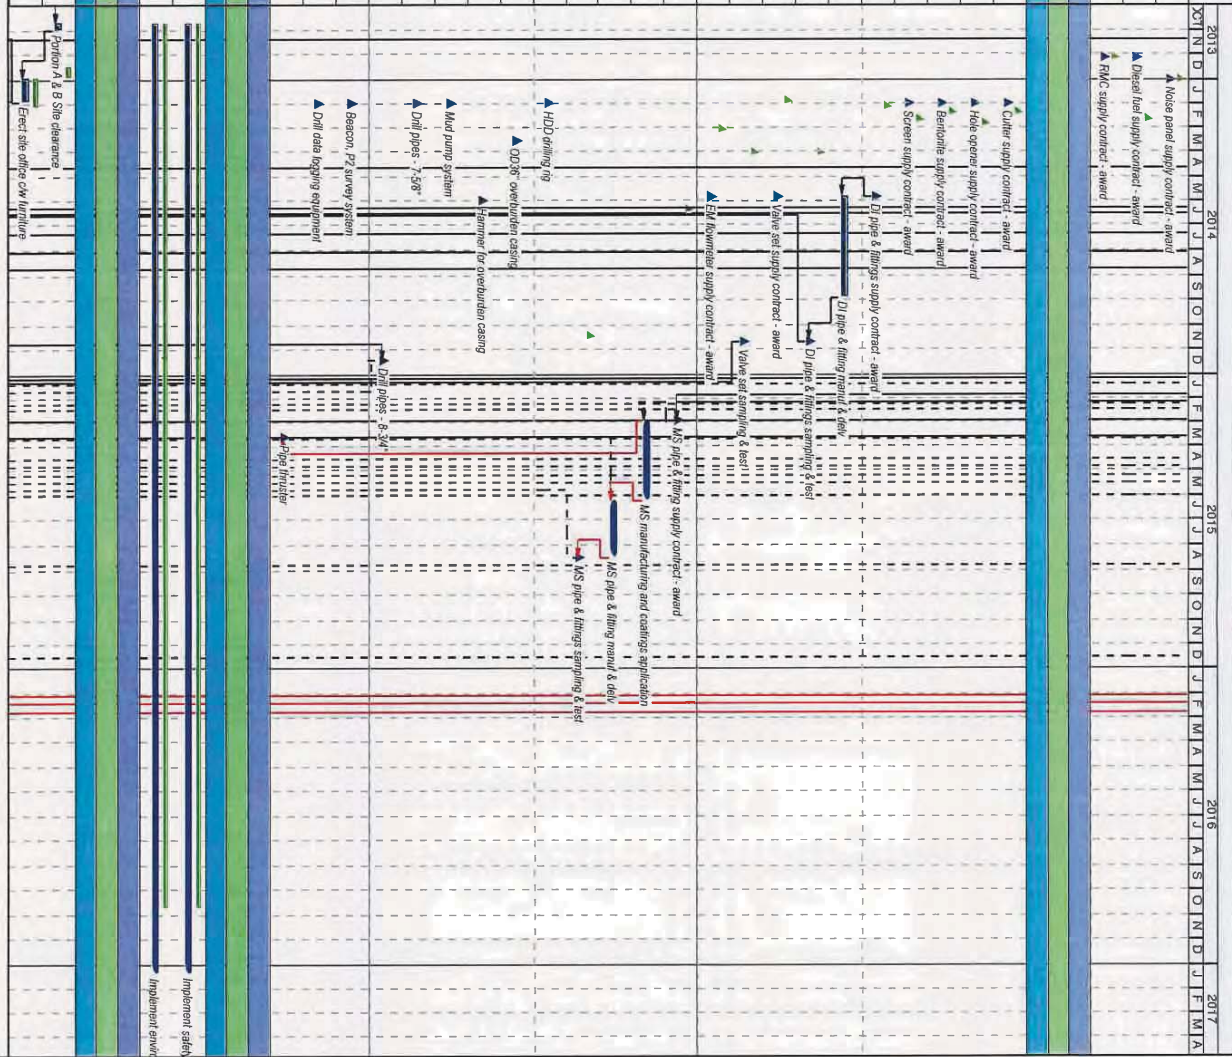 2013 2014 2015 2016 2017
XCT N D J F M A M J J A S O N D J F M A M J J A S O N D J F M A M J J A S O N D J F M A
Noise panel supply contract - award
Diesel fuel supply contract - award
RMC supply contract - award
Cutter supply contract - award
Hole opener supply contract - award
Bentonite supply contract - award
Screen supply contract - award
DI pipe & fittings supply contract - award
DI pipe & fitting manuf & delv
DI pipe & fittings sampling & test
Valve set supply contract - award
Valve set sampling & test
EM flowmeter supply contract - award
MS pipe & fitting supply contract - award
MS manufacturing and coatings application
MS pipe & fitting manuf & delv
MS pipe & fittings sampling & test
HDD drilling rig
OD36" overburden casing
Hammer for overburden casing
Mud pump system
Drill pipes - 7-5/8"
Drill pipes - 8-3/4"
Beacon, P2 survey system
Drill data logging equipment
Pipe thruster
Implement safety
Implement enviro
Portion A & B Site clearance
Erect site office c/w furniture